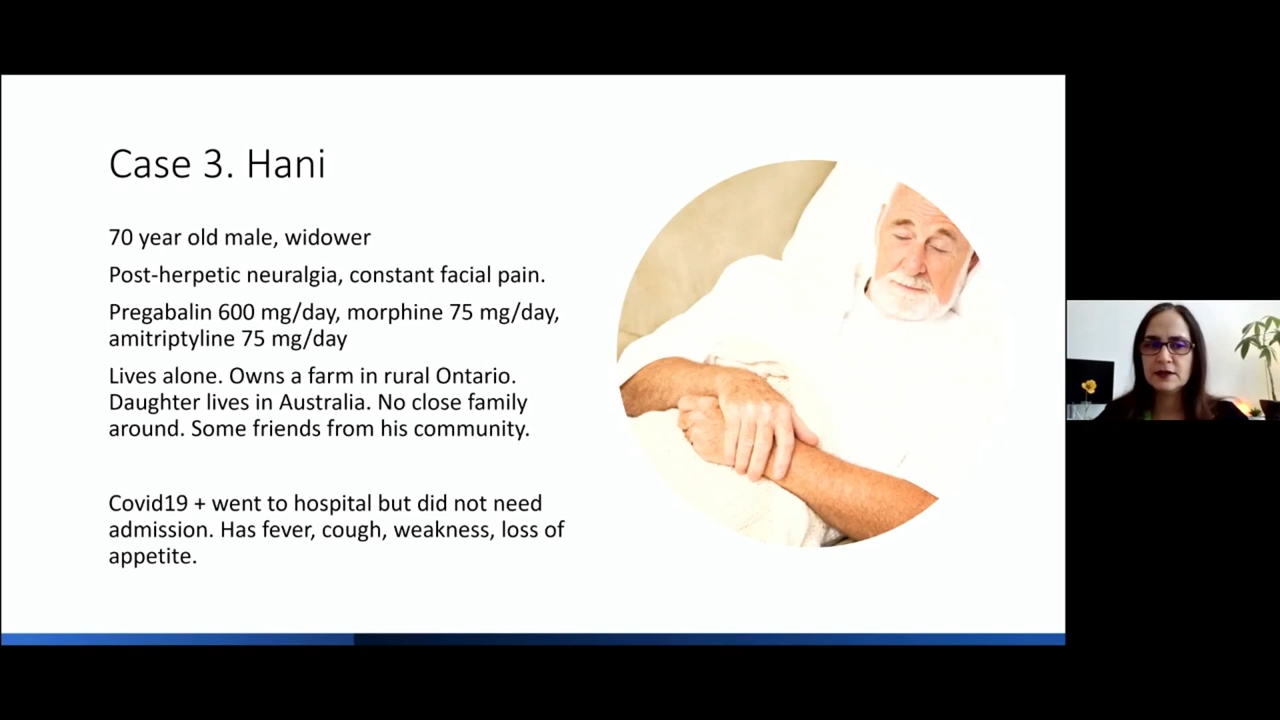 Case 3. Hani
70 year old male, widower
Post-herpetic neuralgia, constant facial pain.
Pregabalin 600 mg/day, morphine 75 mg/day,
amitriptyline 75 mg/day
Lives alone. Owns a farm in rural Ontario.
Daughter lives in Australia. No close family
around. Some friends from his community.
Covid19 + went to hospital but did not need
admission. Has fever, cough, weakness, loss of
appetite.